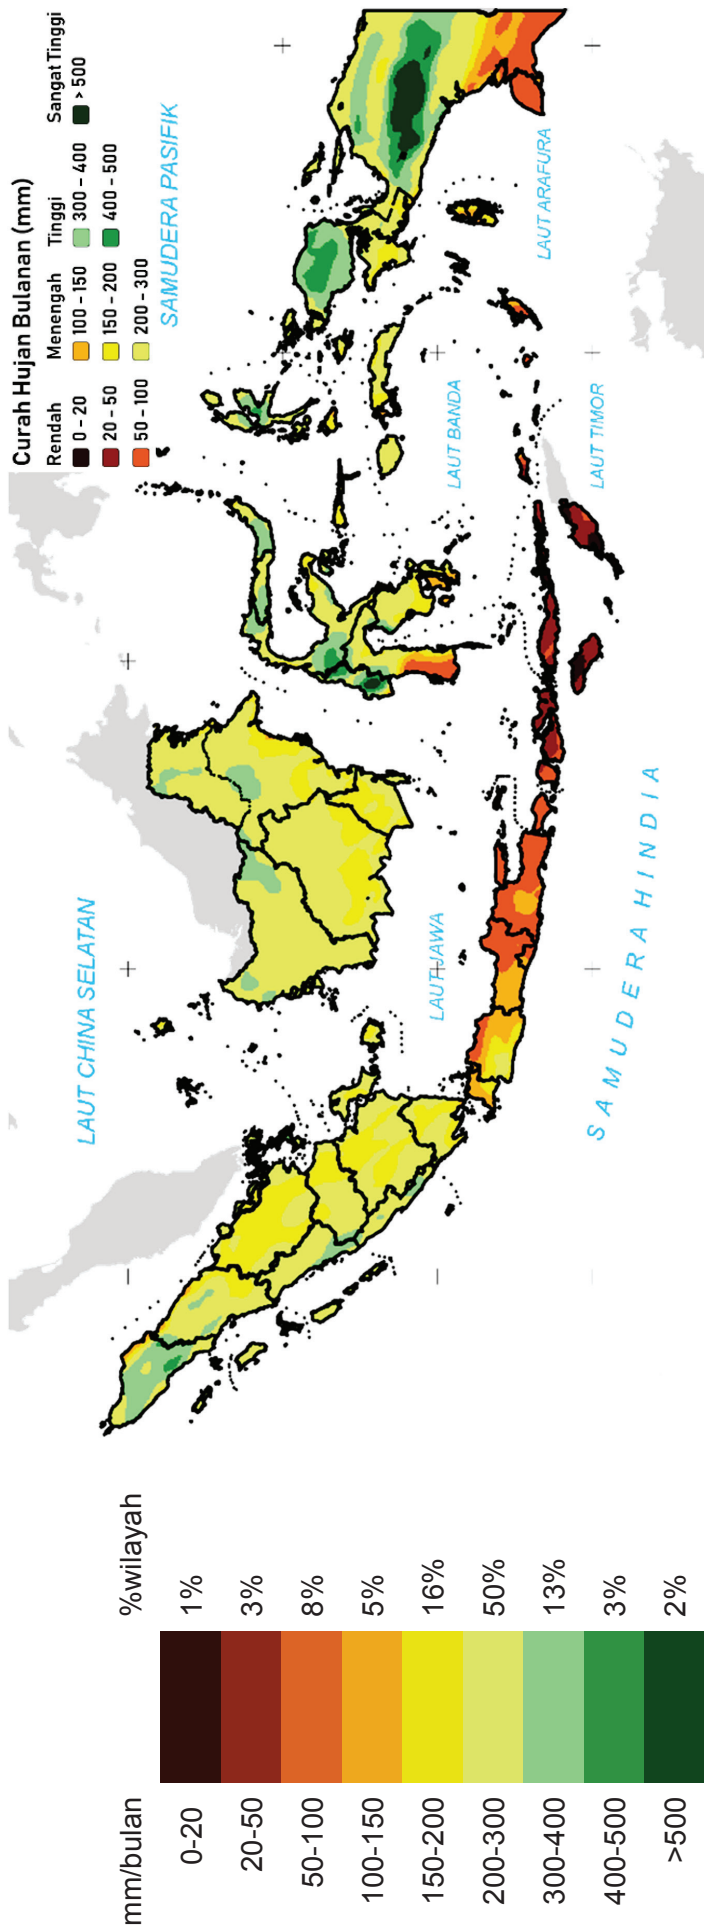 Curah Hujan Bulanan (mm)
Rendah Menengah Tinggi Sangat Tinggi
0 – 20 100 – 150 300 – 400 > 500
20 – 50 150 – 200 400 – 500
50 – 100 200 – 300
LAUT CHINA SELATAN
SAMUDERA PASIFIK
LAUT JAWA
LAUT BANDA
LAUT ARAFURA
LAUT TIMOR
SAMUDERA HINDIA
mm/bulan %wilayah
0-20 1%
20-50 3%
50-100 8%
100-150 5%
150-200 16%
200-300 50%
300-400 13%
400-500 3%
>500 2%